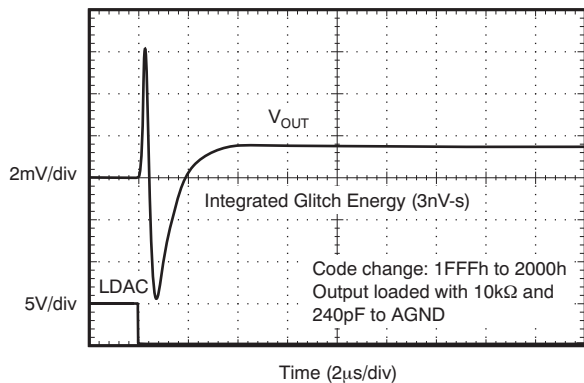 V_OUT
2mV/div
Integrated Glitch Energy (3nV-s)
LDAC
Code change: 1FFFh to 2000h
Output loaded with 10kΩ and
5V/div
240pF to AGND
Time (2μs/div)